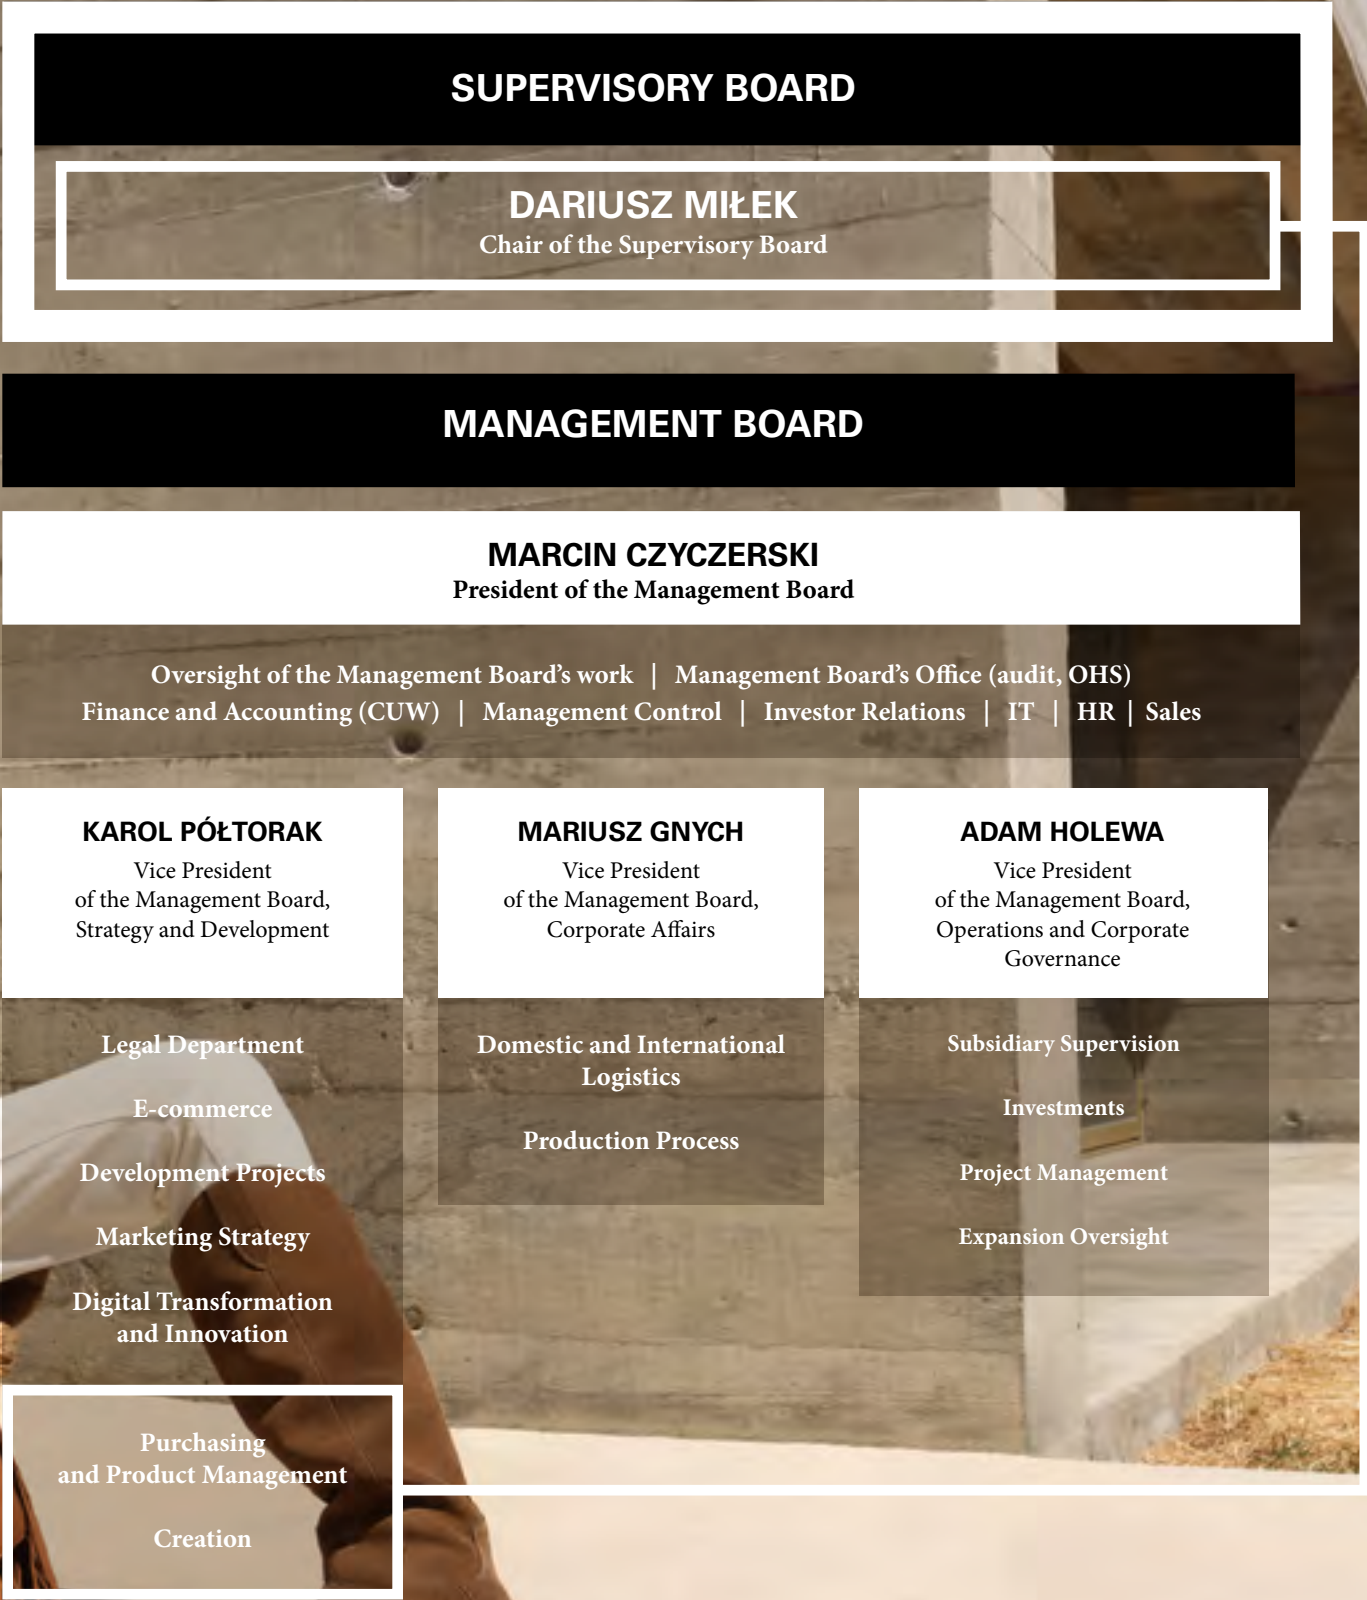 SUPERVISORY BOARD
DARIUSZ MIŁEK
Chair of the Supervisory Board
MANAGEMENT BOARD
MARCIN CZYCZERSKI
President of the Management Board
Oversight of the Management Board’s work | Management Board’s Office (audit, OHS)
Finance and Accounting (CUW) | Management Control | Investor Relations | IT | HR | Sales
KAROL PÓŁTORAK
Vice President
of the Management Board,
Strategy and Development
Legal Department
E-commerce
Development Projects
Marketing Strategy
Digital Transformation
and Innovation
Purchasing
and Product Management
Creation
MARIUSZ GNYCH
Vice President
of the Management Board,
Corporate Affairs
Domestic and International
Logistics
Production Process
ADAM HOLEWA
Vice President
of the Management Board,
Operations and Corporate
Governance
Subsidiary Supervision
Investments
Project Management
Expansion Oversight